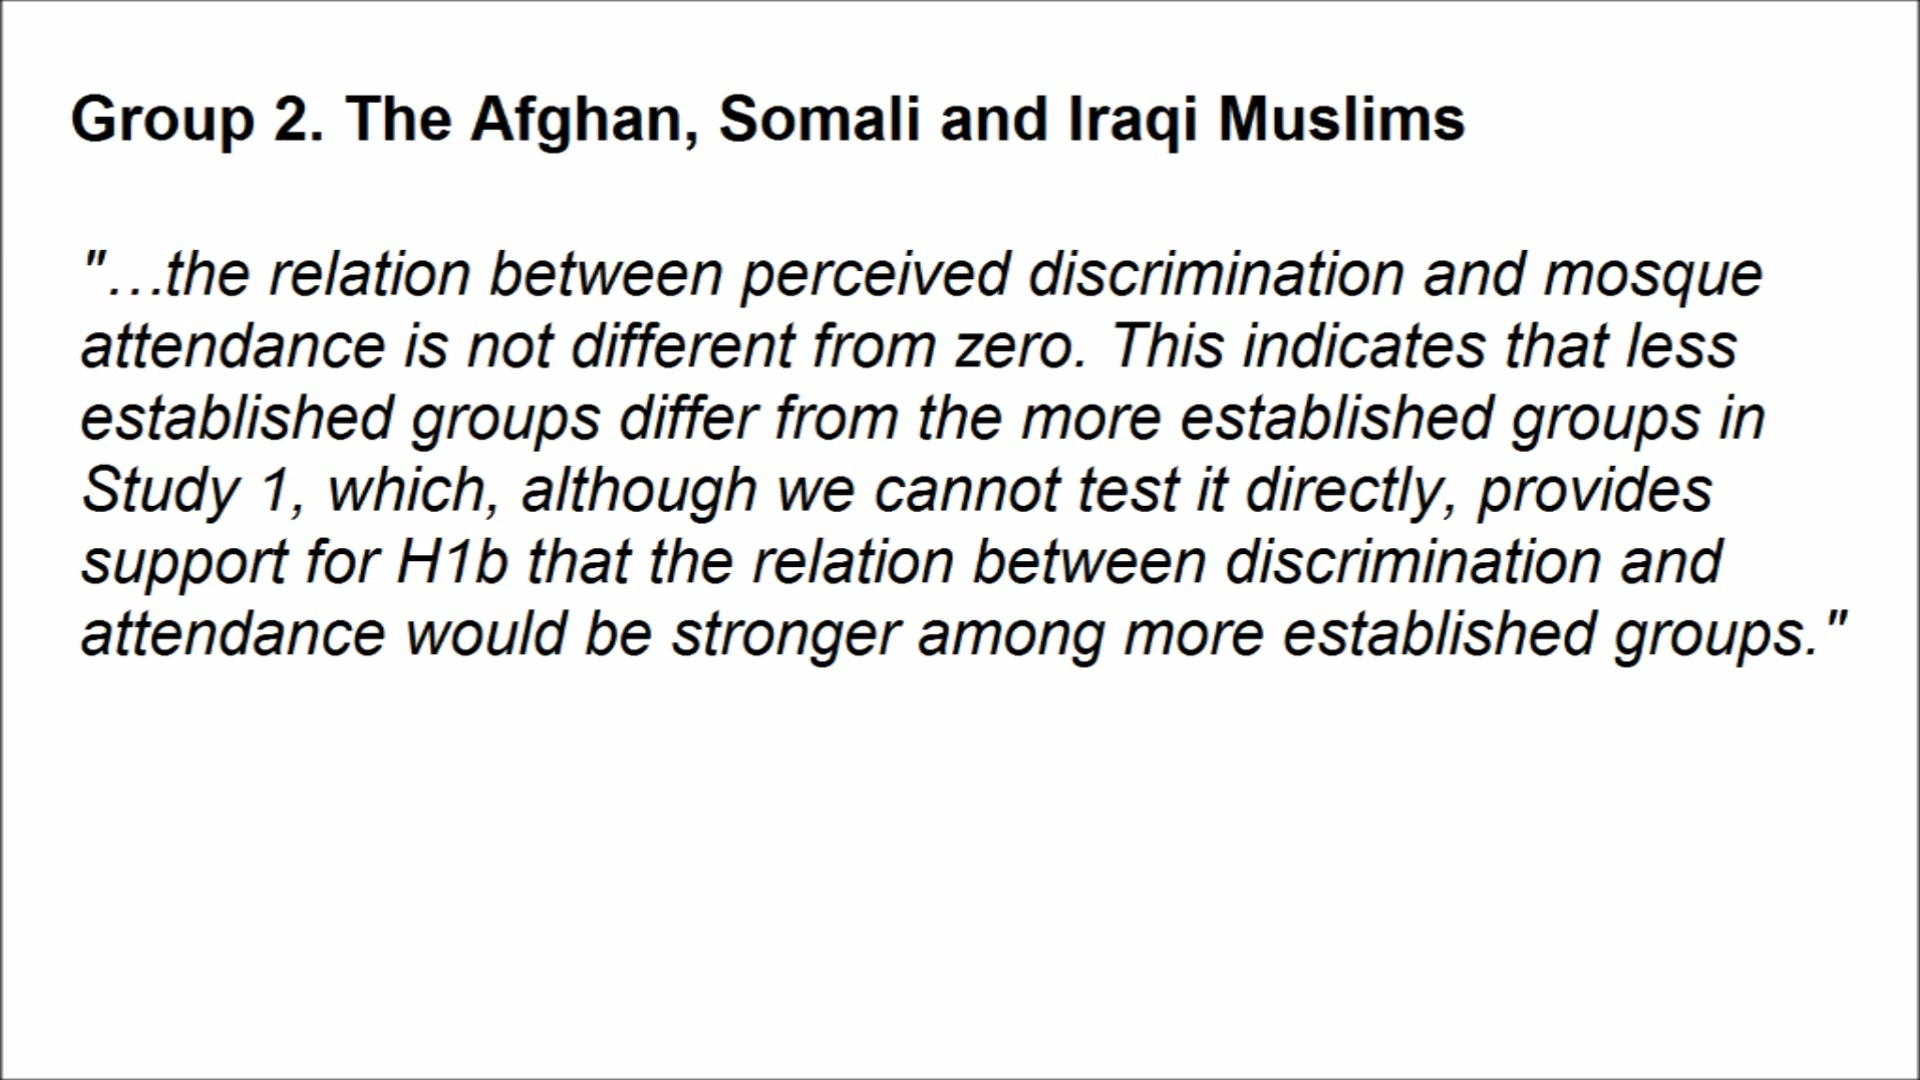 Group 2. The Afghan, Somali and Iraqi Muslims
"…the relation between perceived discrimination and mosque
attendance is not different from zero. This indicates that less
established groups differ from the more established groups in
Study 1, which, although we cannot test it directly, provides
support for H1b that the relation between discrimination and
attendance would be stronger among more established groups."